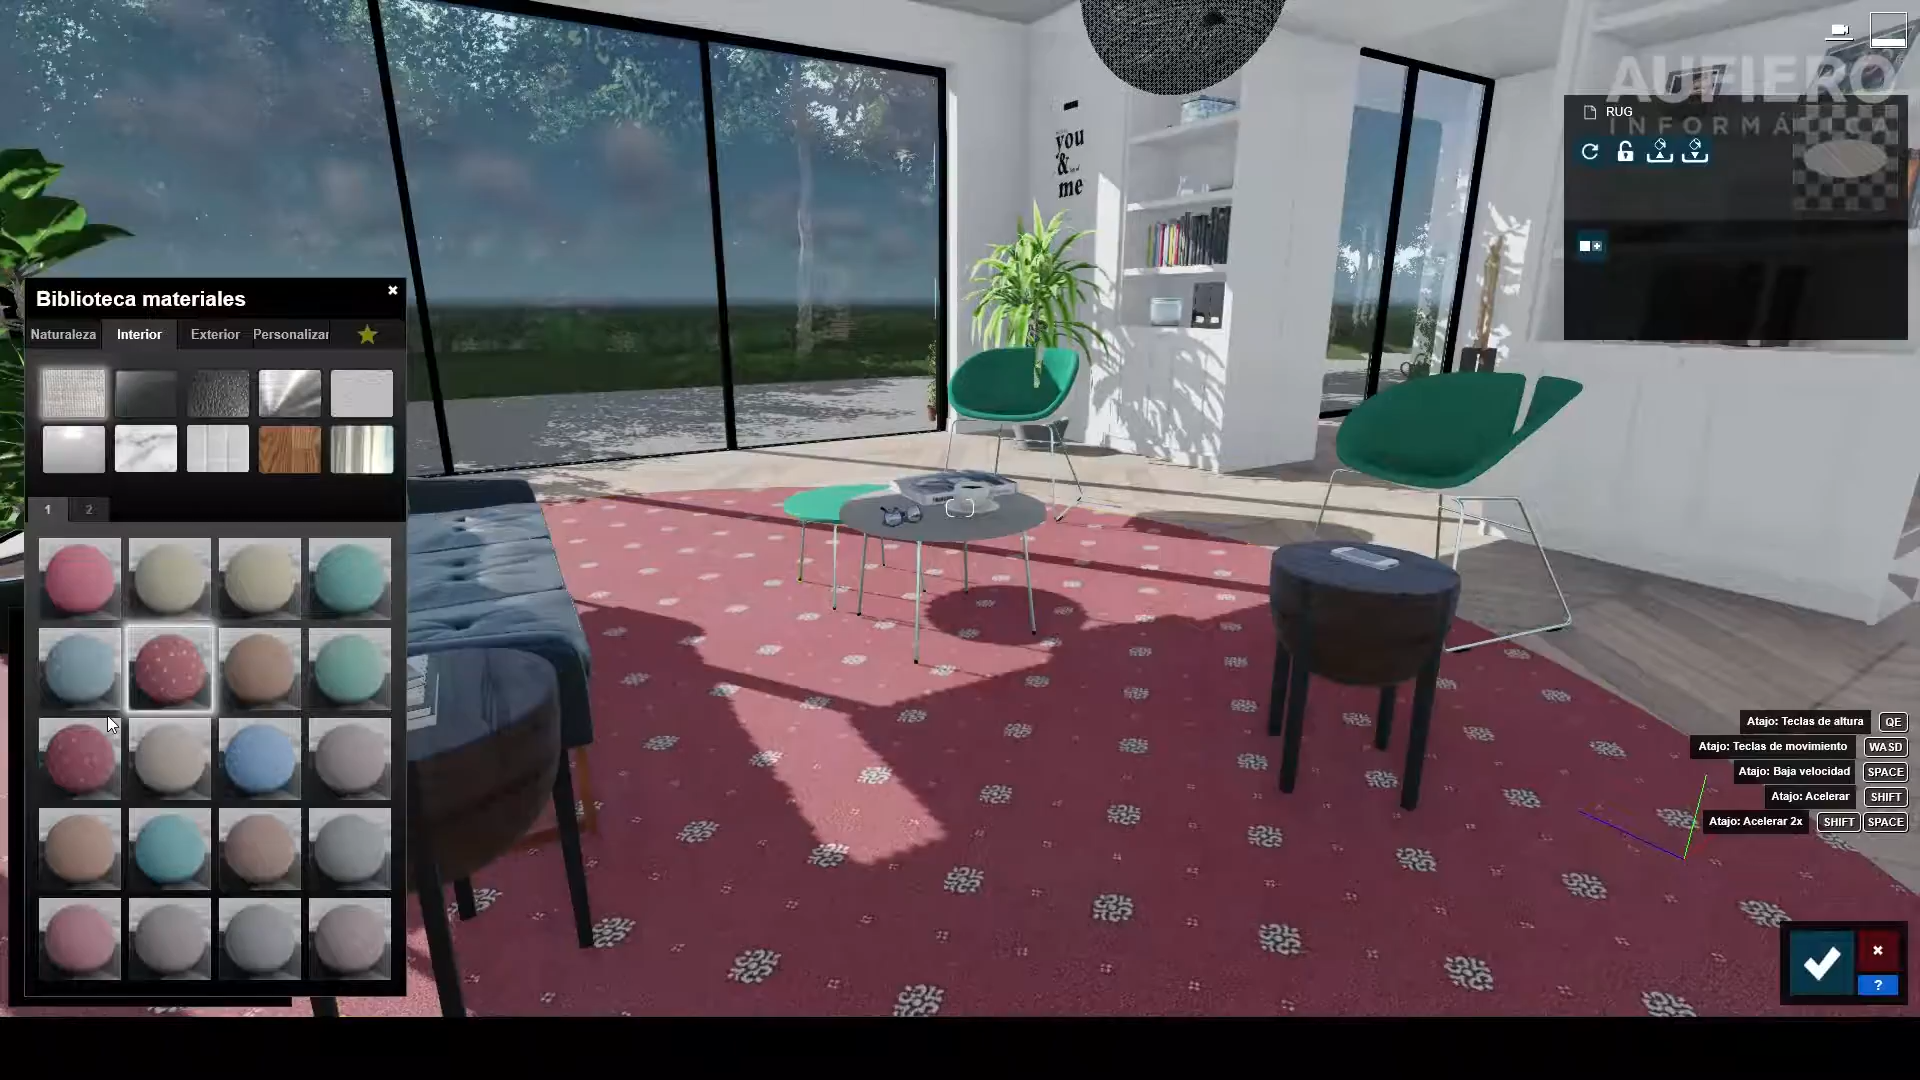 AUFIERO
INFORMÁTICA
RUG
you
&
me
Biblioteca materiales
Naturaleza
Interior
Exterior
Personalizar
1
2
Atajo: Teclas de altura
QE
Atajo: Teclas de movimiento
WASD
Atajo: Baja velocidad
SPACE
Atajo: Acelerar
SHIFT
Atajo: Acelerar 2x
SHIFT
SPACE
?